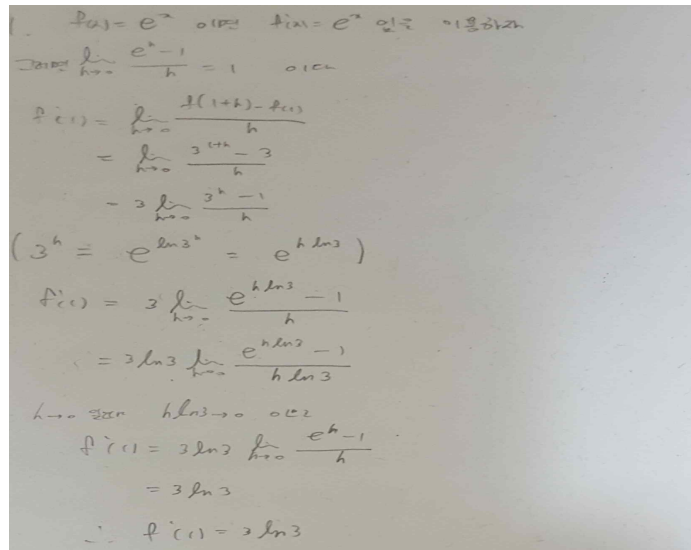 1. f(x) = e^x 이면 f'(x) = e^x 임을 이용하자
그러면 lim_{h→0} (e^h - 1)/h = 1 이다
f'(1) = lim_{h→0} (f(1+h) - f(1))/h
= lim_{h→0} (3^{1+h} - 3)/h
= 3 lim_{h→0} (3^h - 1)/h
(3^h = e^{ln3^h} = e^{h ln3})
f'(1) = 3 lim_{h→0} (e^{h ln3} - 1)/h
= 3 ln3 lim_{h→0} (e^{h ln3} - 1)/(h ln3)
h→0 일때 h ln3→0 이므로
f'(1) = 3 ln3 lim_{h→0} (e^h - 1)/h
= 3 ln3
∴ f'(1) = 3 ln3